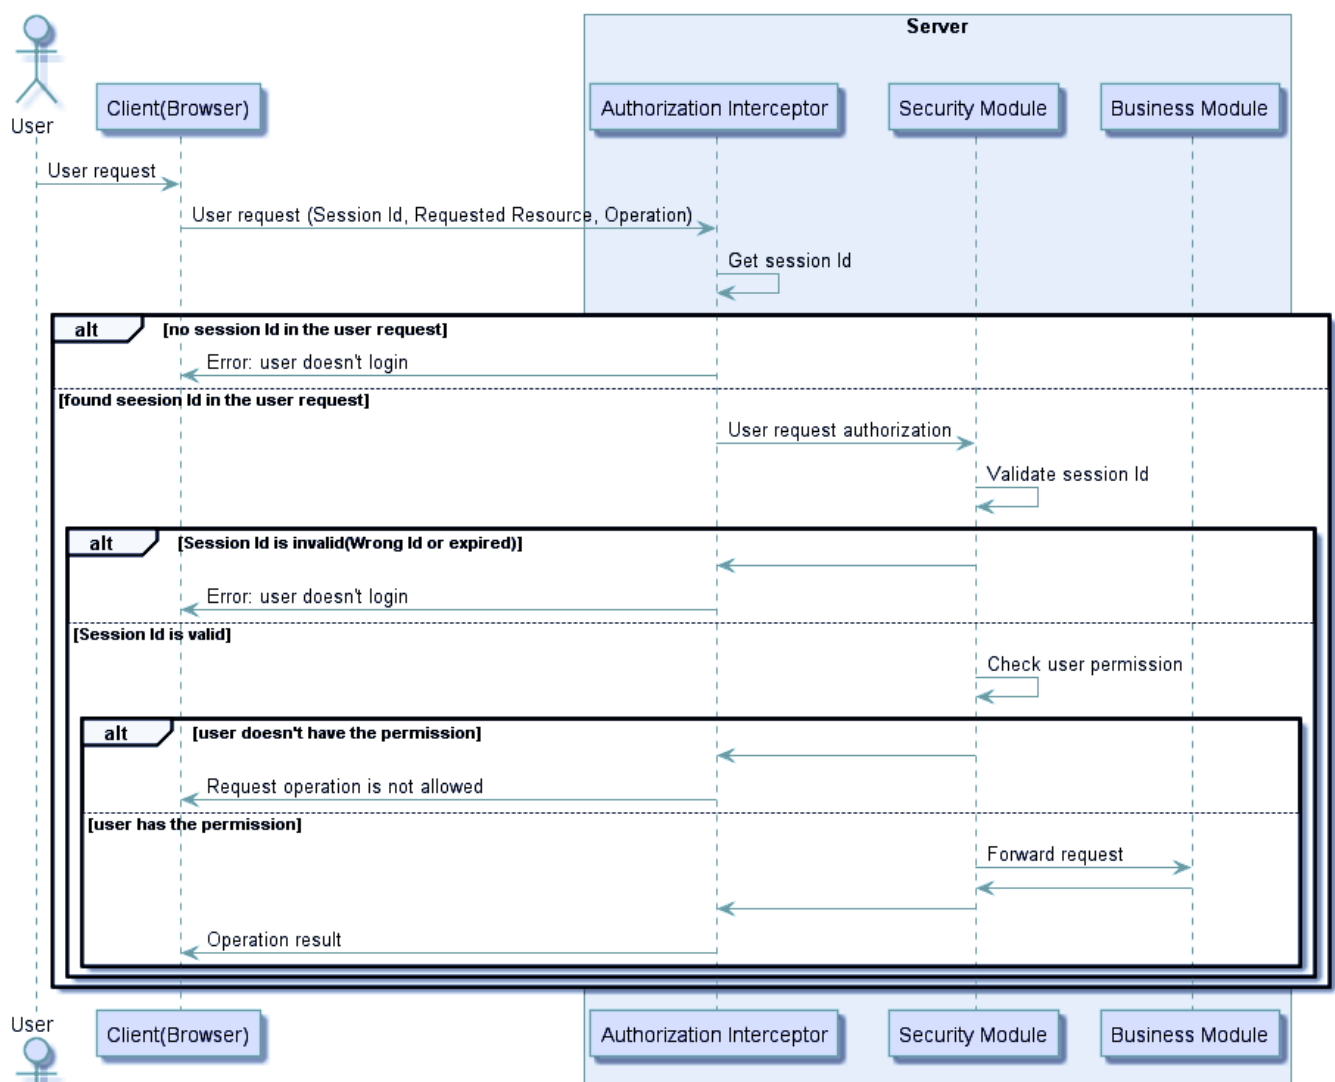 Server
User
Client(Browser)
Authorization Interceptor
Security Module
Business Module
User request
User request (Session Id, Requested Resource, Operation)
Get session Id
alt
[no session Id in the user request]
Error: user doesn't login
[found seesion Id in the user request]
User request authorization
Validate session Id
alt
[Session Id is invalid(Wrong Id or expired)]
Error: user doesn't login
[Session Id is valid]
Check user permission
alt
[user doesn't have the permission]
Request operation is not allowed
[user has the permission]
Forward request
Operation result
User
Client(Browser)
Authorization Interceptor
Security Module
Business Module